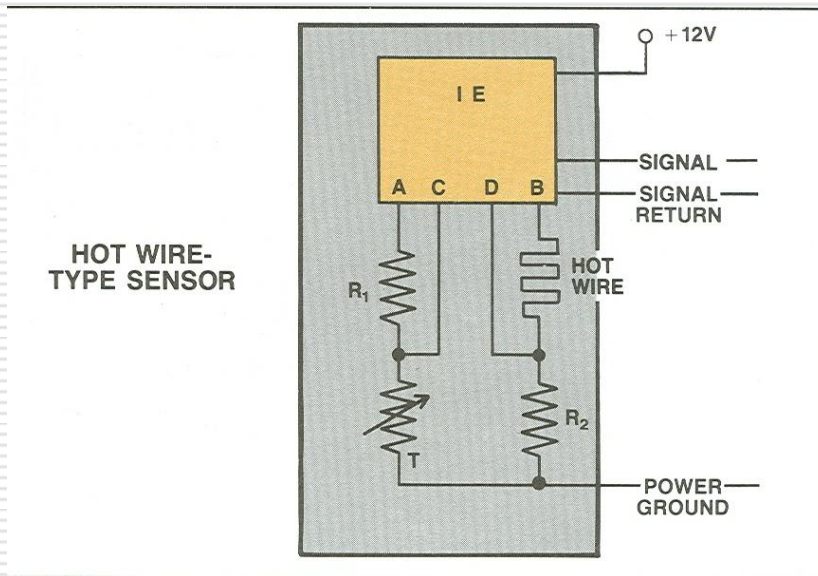 +12V
I E
A C D B
SIGNAL
SIGNAL
RETURN
HOT WIRE-
TYPE SENSOR
HOT
WIRE
R₁
R₂
T
POWER
GROUND